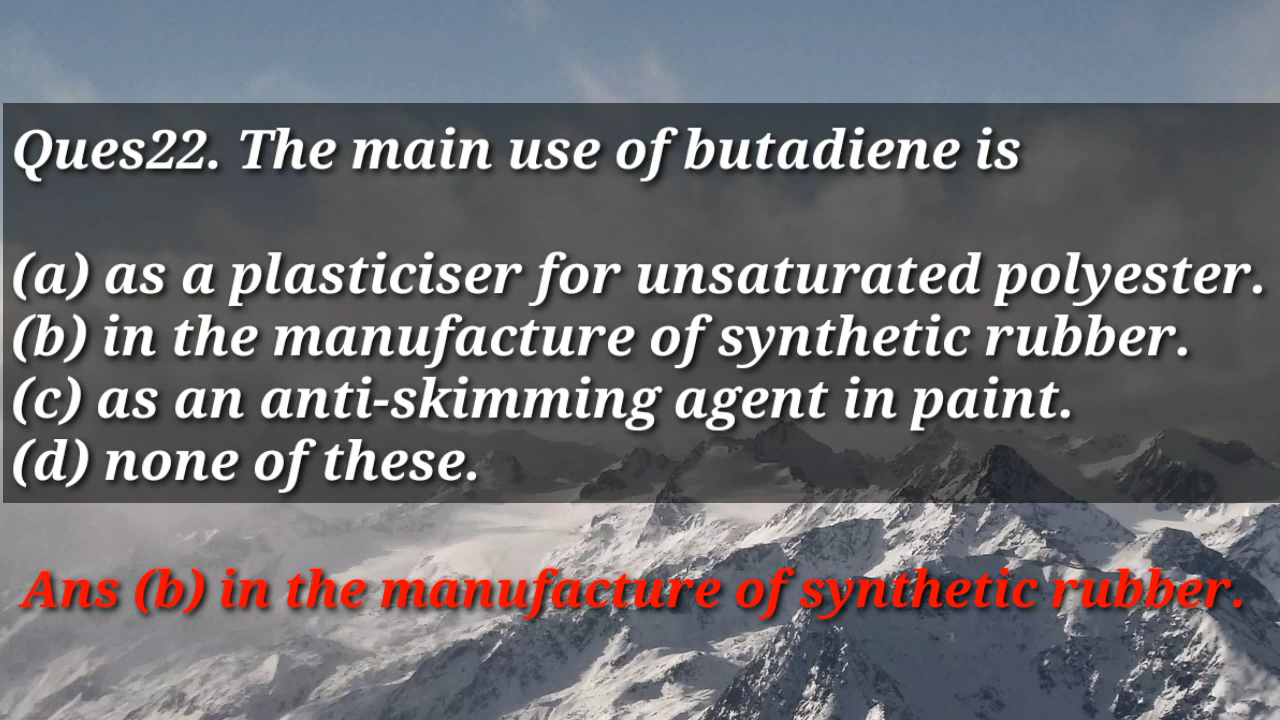 Ques22. The main use of butadiene is
(a) as a plasticiser for unsaturated polyester.
(b) in the manufacture of synthetic rubber.
(c) as an anti-skimming agent in paint.
(d) none of these.
Ans (b) in the manufacture of synthetic rubber.